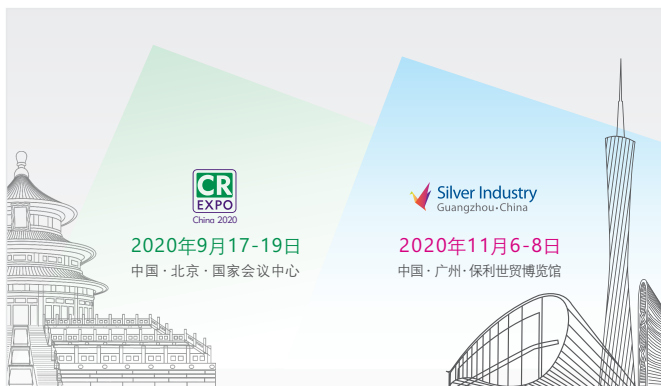 CR
EXPO
China 2020
2020年9月17-19日
中国·北京·国家会议中心
Silver Industry
Guangzhou·China
2020年11月6-8日
中国·广州·保利世贸博览馆